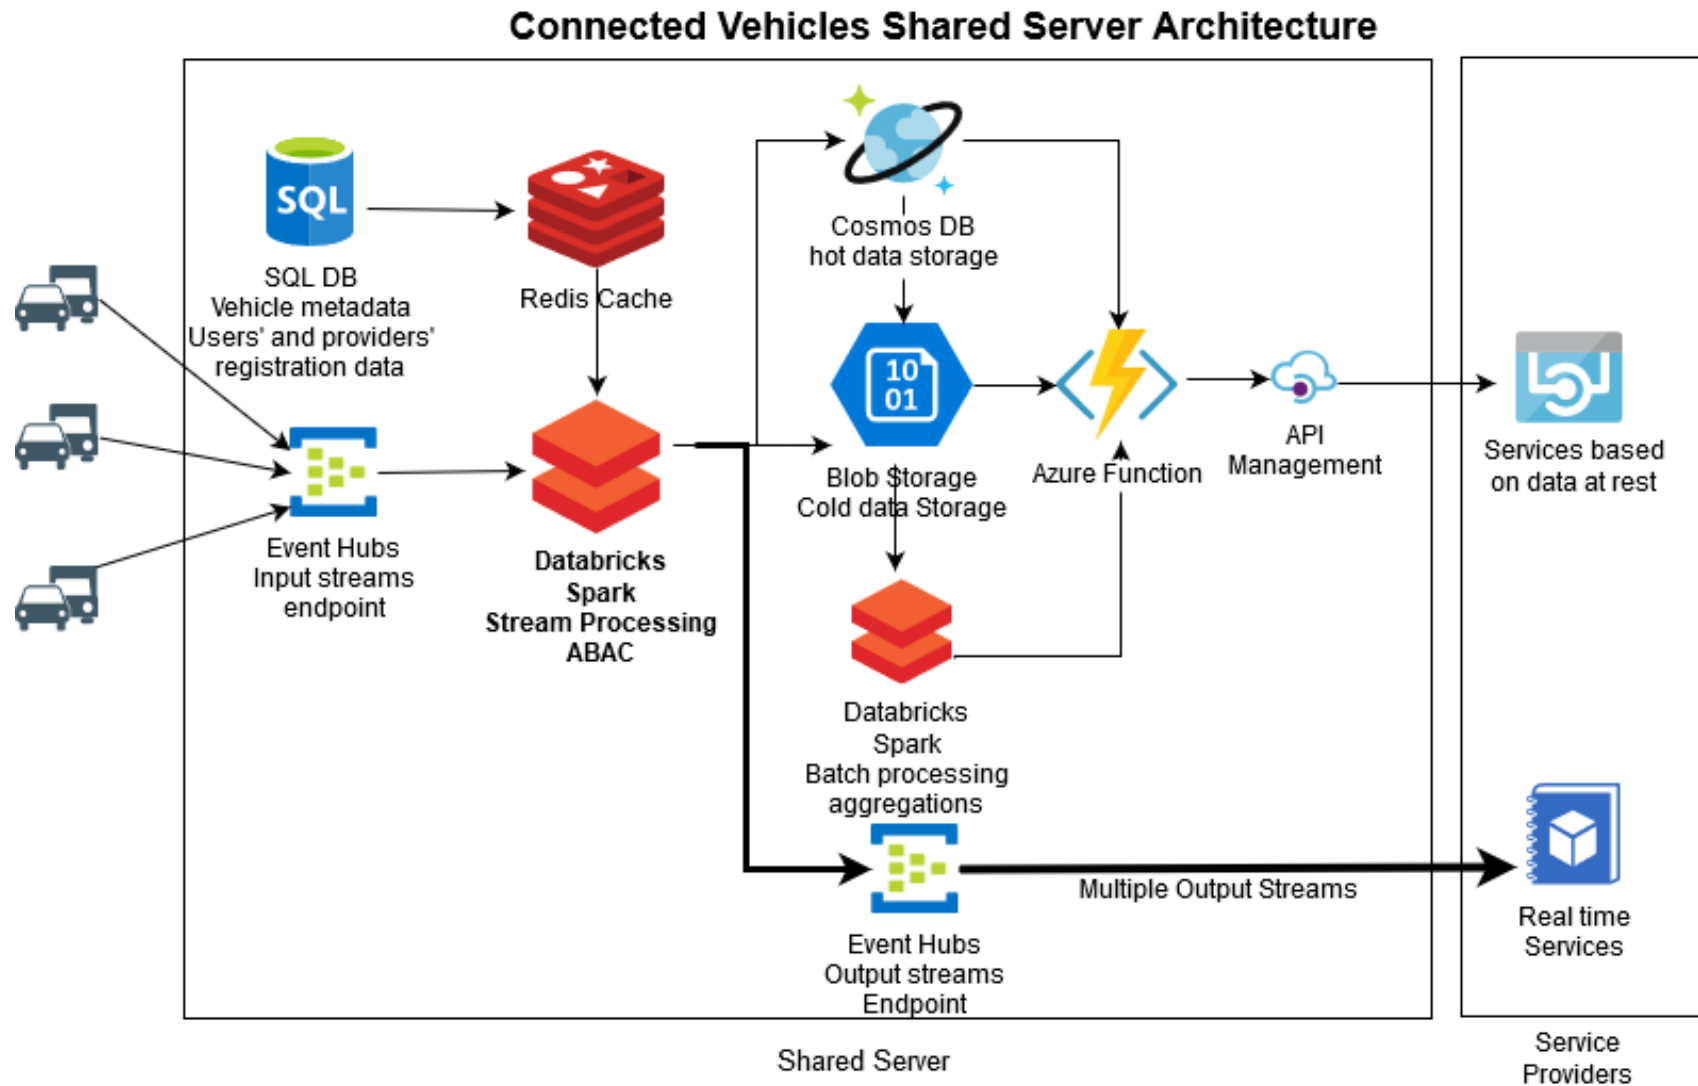 Connected Vehicles Shared Server Architecture
SQL
SQL DB
Vehicle metadata
Users' and providers'
registration data
Redis Cache
Cosmos DB
hot data storage
10
01
Blob Storage
Cold data Storage
Azure Function
API
Management
Services based
on data at rest
Event Hubs
Input streams
endpoint
Databricks
Spark
Stream Processing
ABAC
Databricks
Spark
Batch processing
aggregations
Multiple Output Streams
Event Hubs
Output streams
Endpoint
Real time
Services
Shared Server
Service
Providers